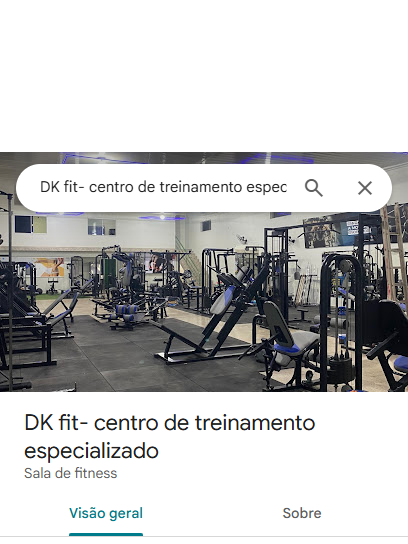 DK fit- centro de treinamento espec
DK fit- centro de treinamento
especializado
Sala de fitness
Visão geral
Sobre